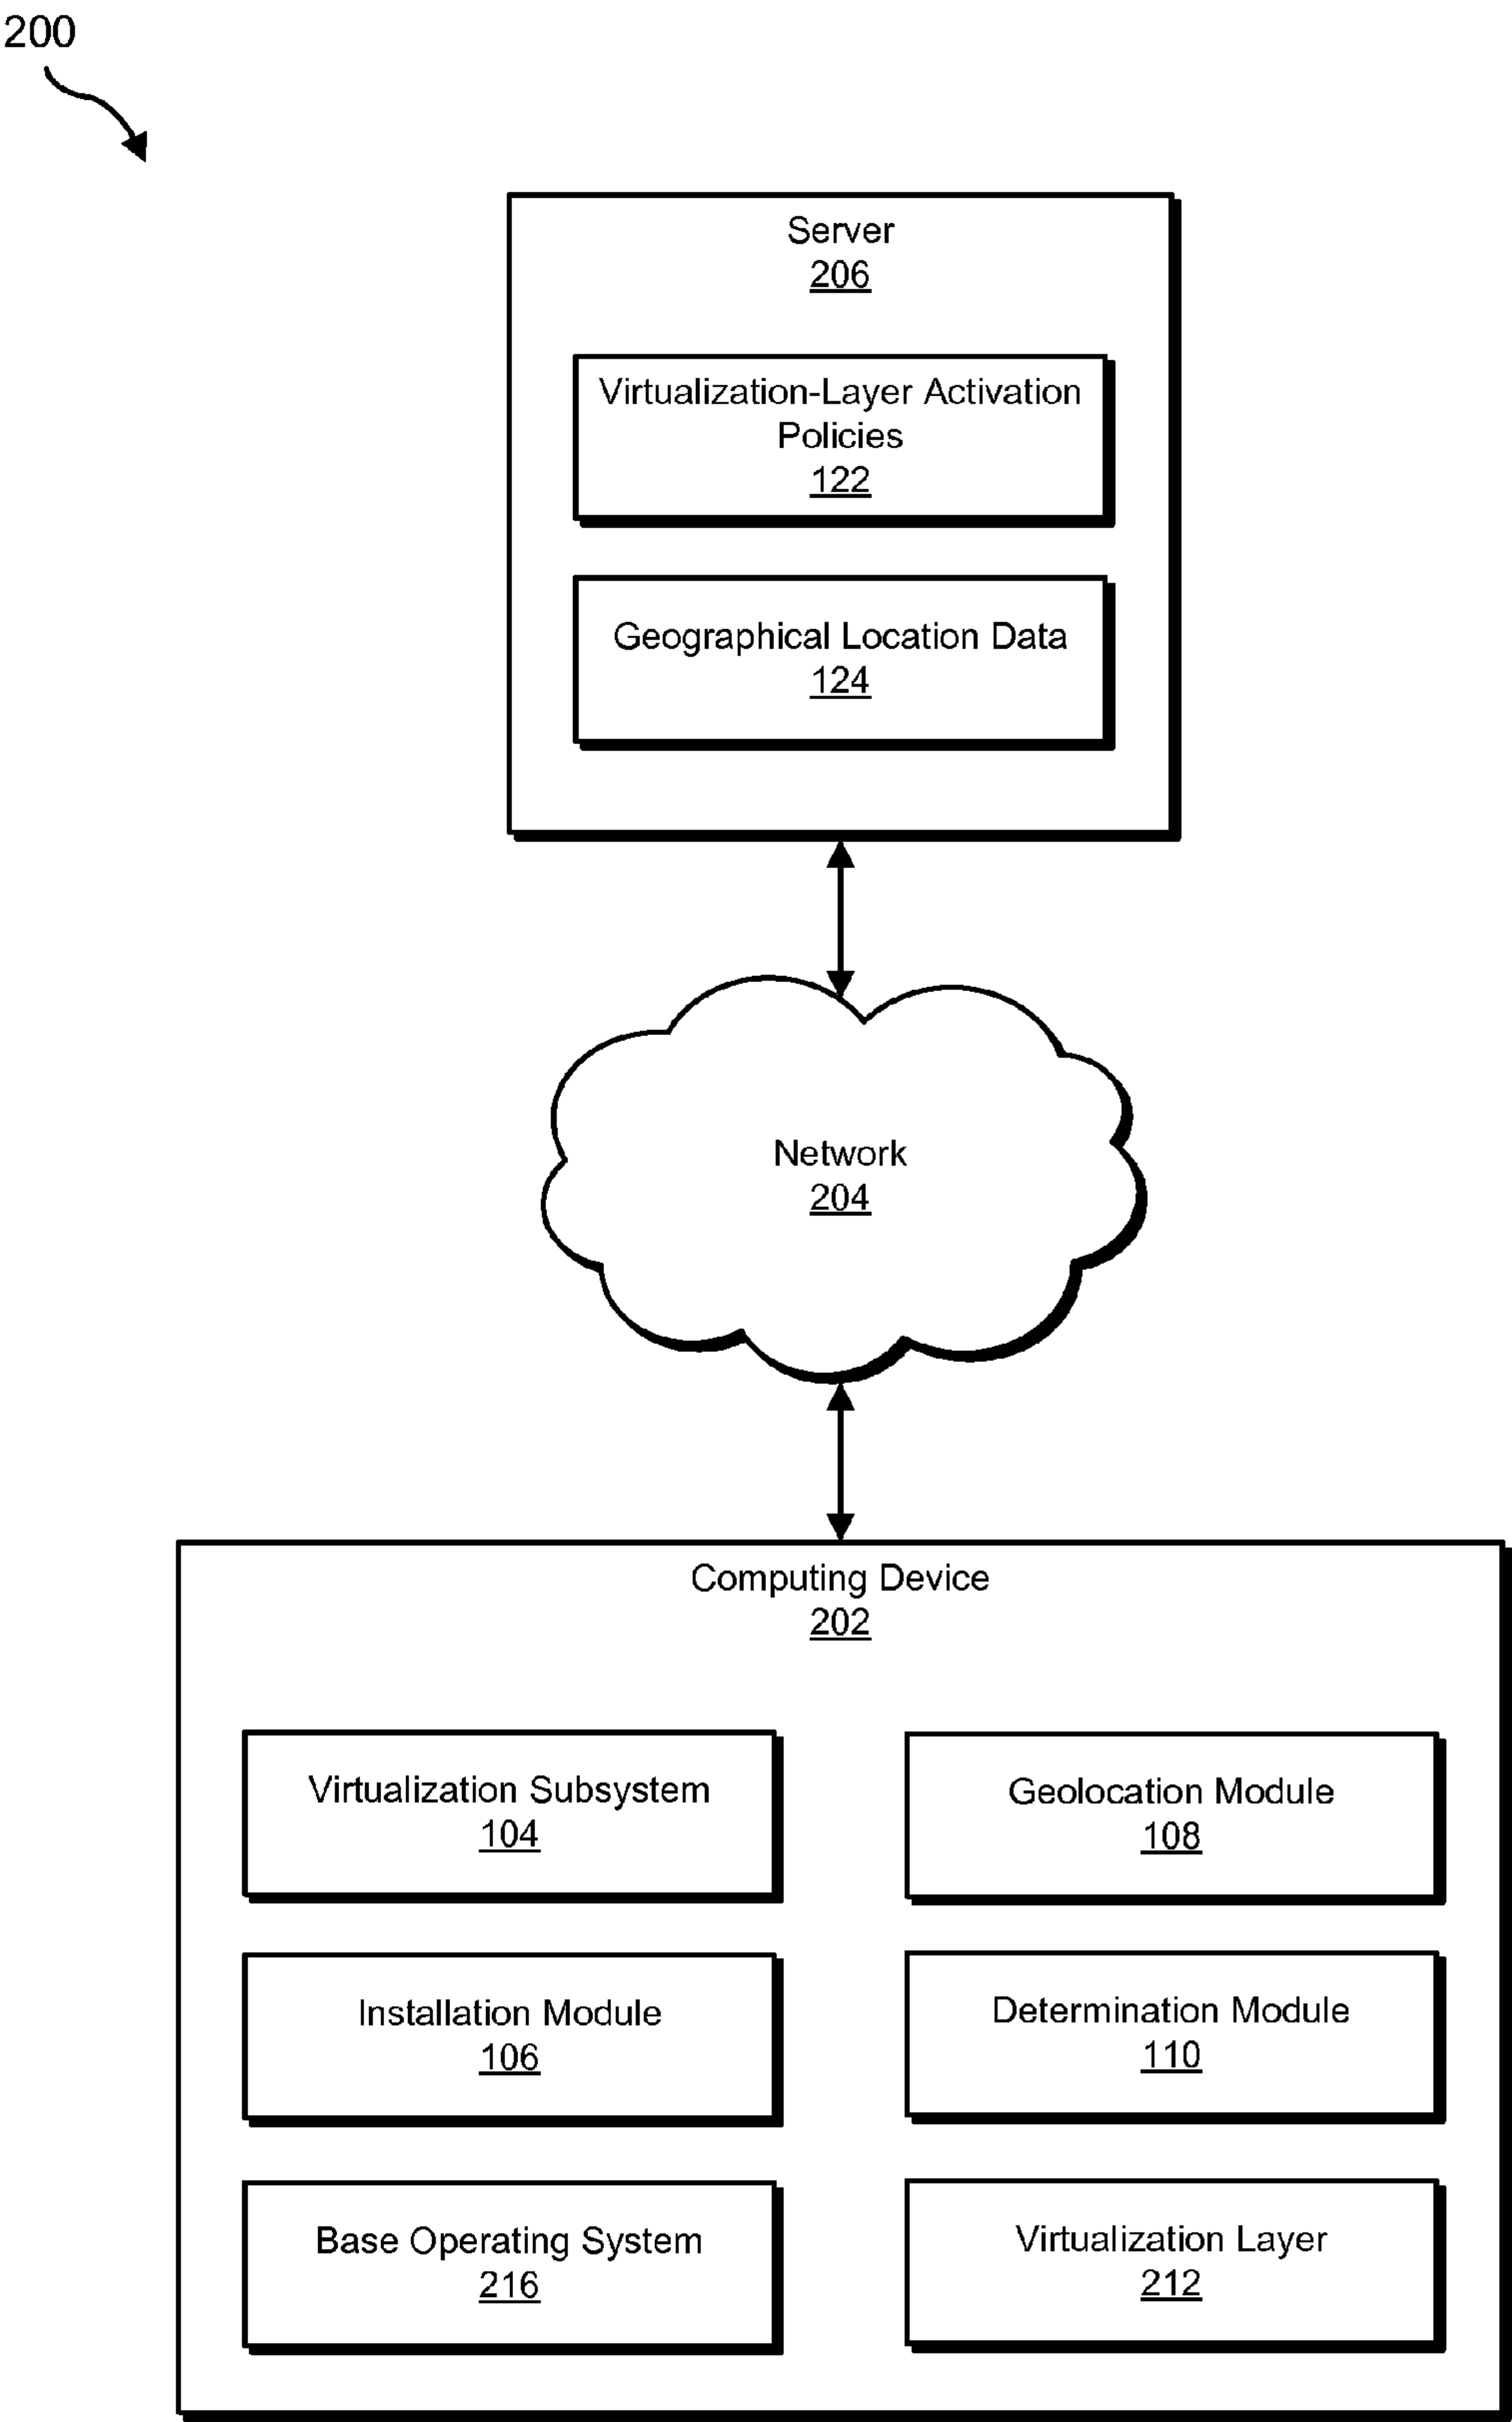 200
Server
206
Virtualization-Layer Activation
Policies
122
Geographical Location Data
124
Network
204
Computing Device
202
Virtualization Subsystem
104
Geolocation Module
108
Installation Module
106
Determination Module
110
Base Operating System
216
Virtualization Layer
212